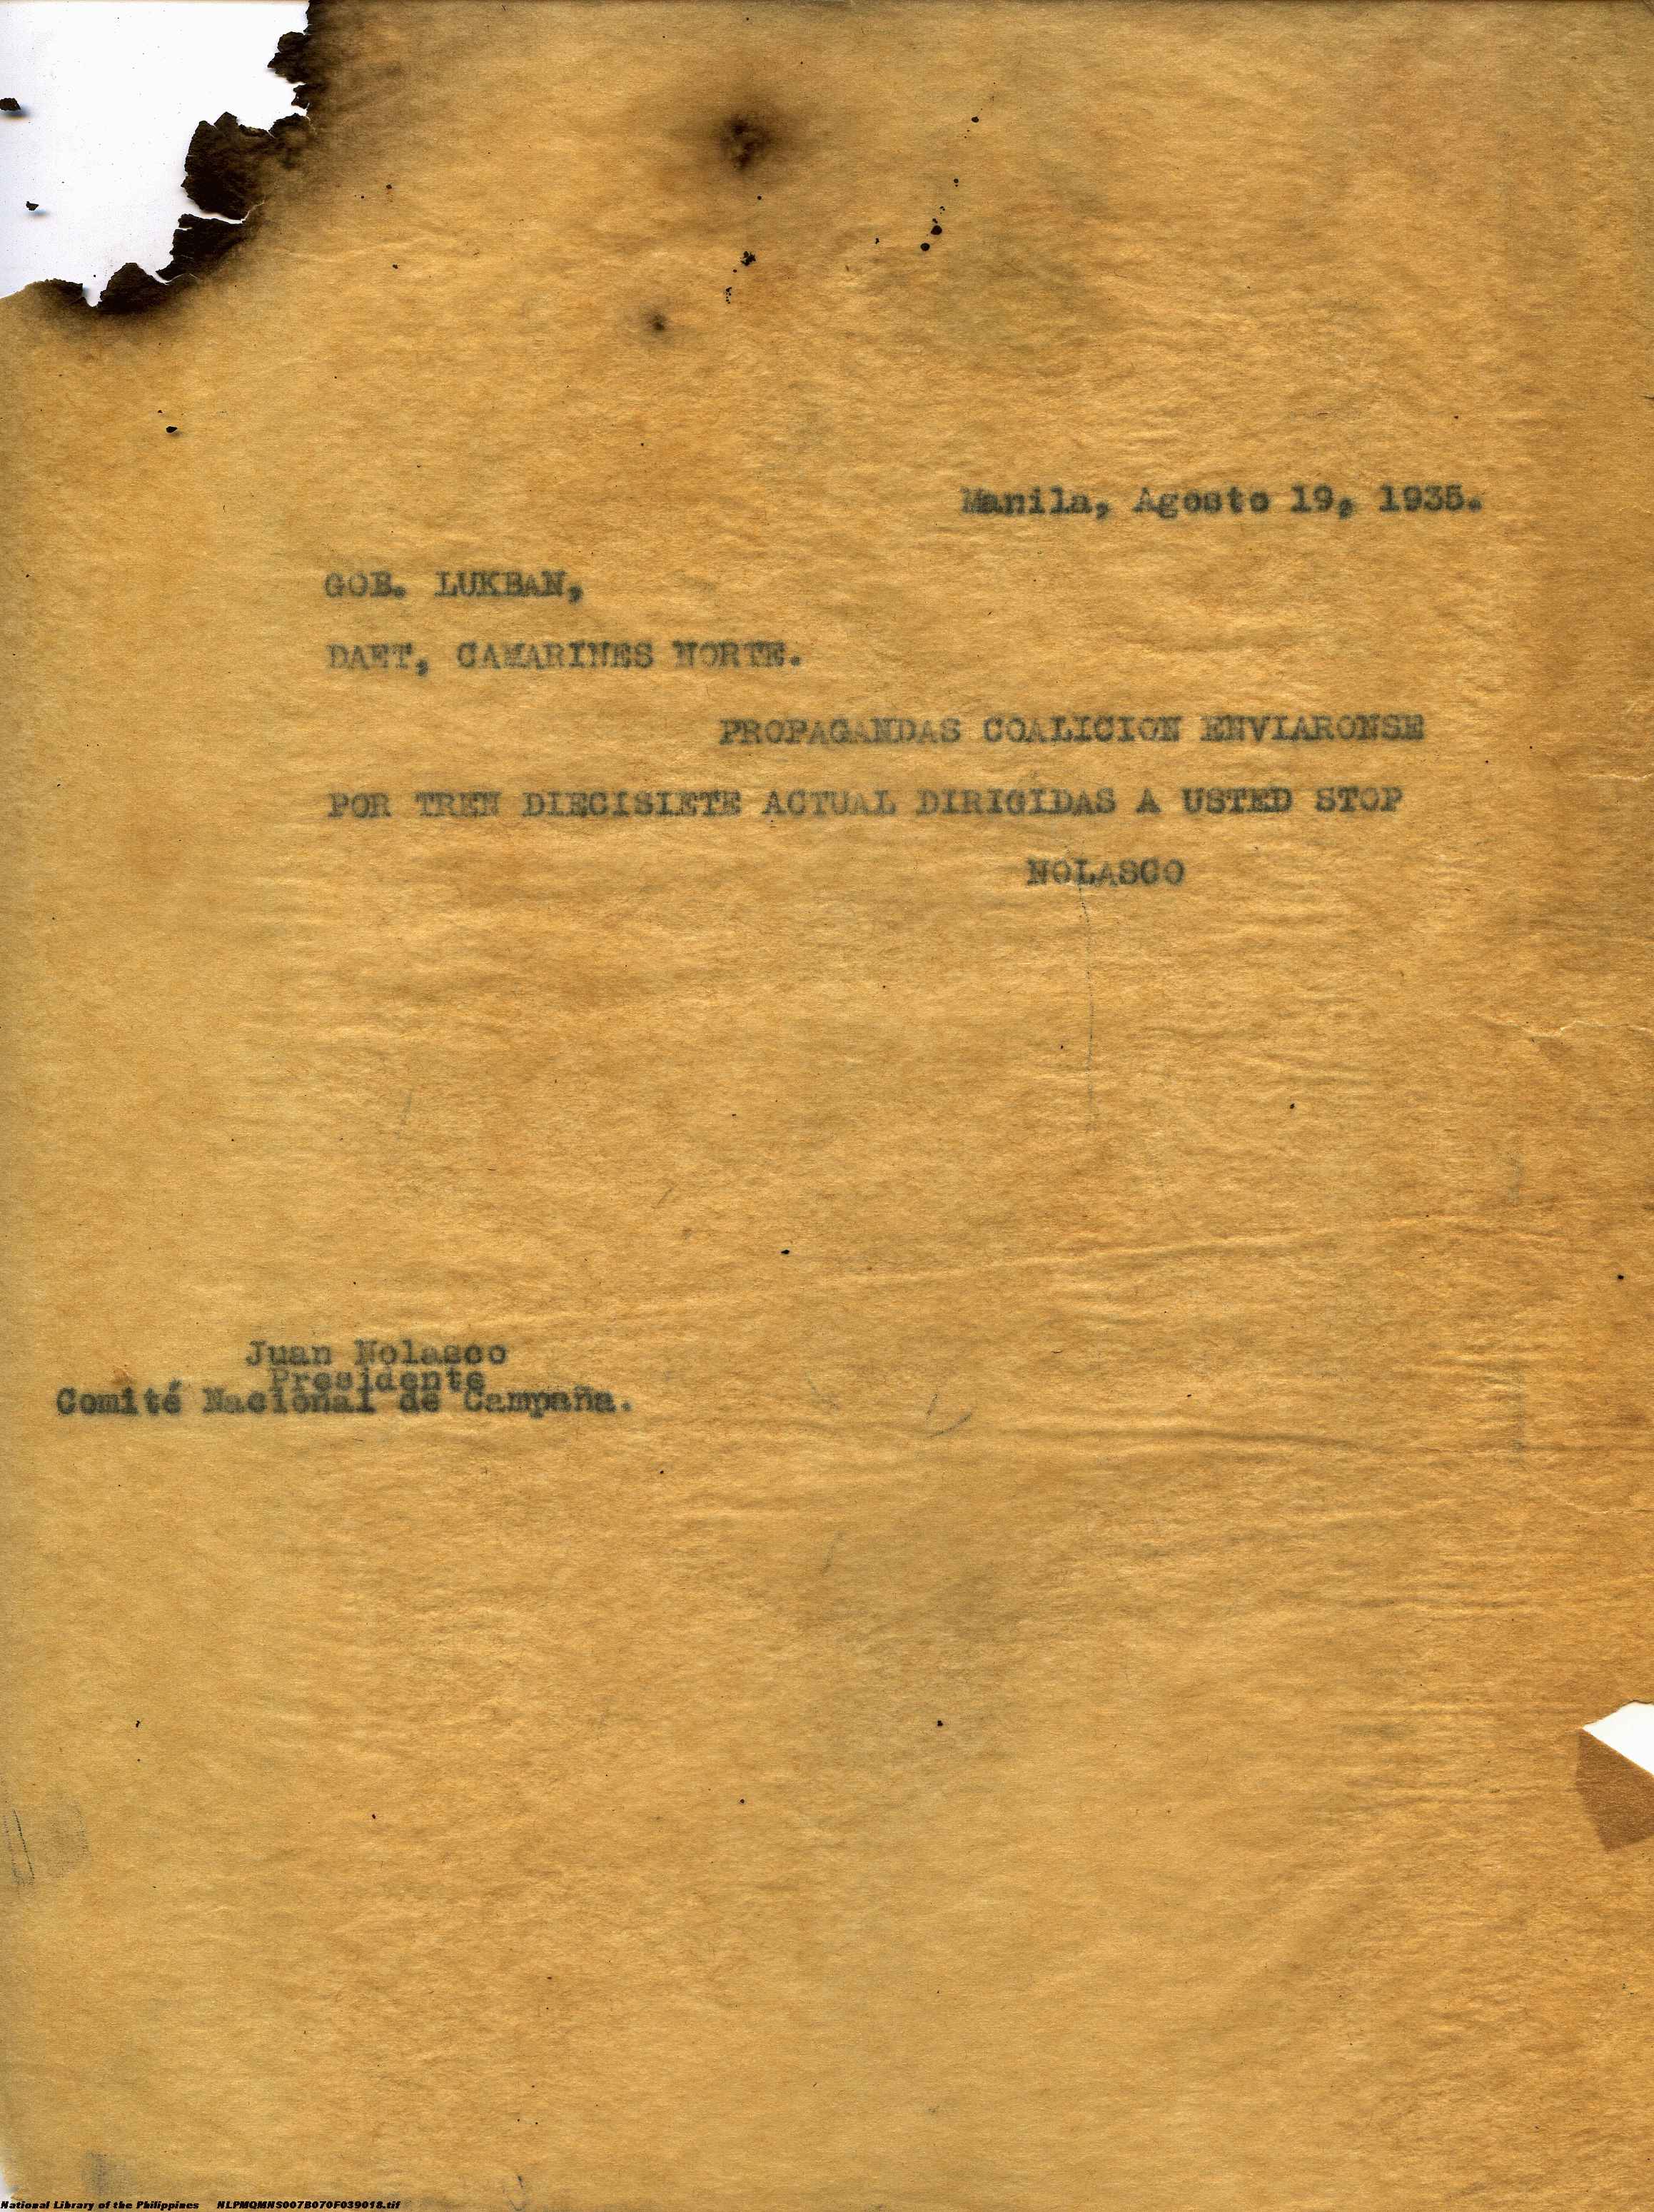 Manila, Agosto 19, 1935.
GOB. LUKBAN,
DAET, CAMARINES NORTE.
PROPAGANDAS COALICION ENVIARONSE
POR TREN DIECISIETE ACTUAL DIRIGIDAS A USTED STOP
NOLASCO
Juan Nolasco
Presidente
Comité Nacional de Campaña.
National Library of the Philippines NLPMQMNS007B070F039018.tif